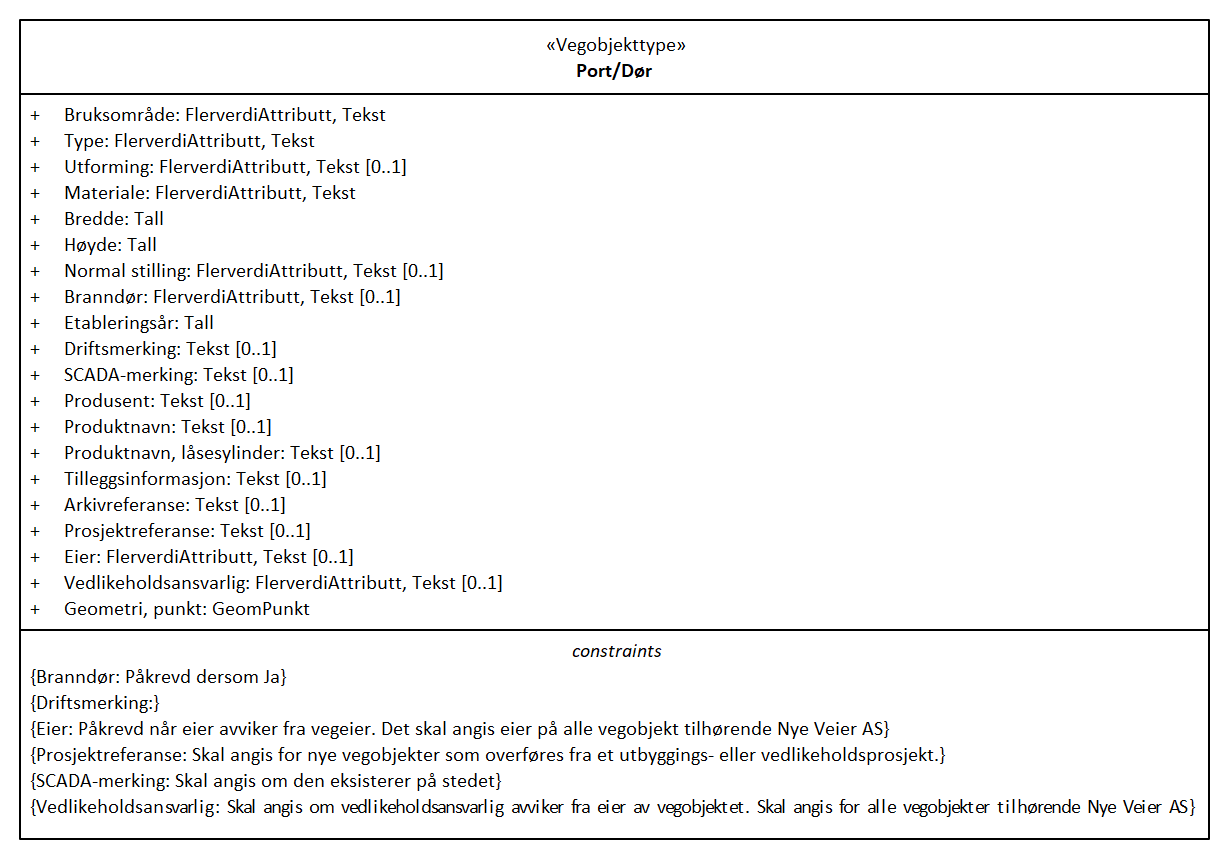 «Vegobjekttype»
Port/Dør
+ Bruksområde: FlerverdiAttributt, Tekst
+ Type: FlerverdiAttributt, Tekst
+ Utforming: FlerverdiAttributt, Tekst [0..1]
+ Materiale: FlerverdiAttributt, Tekst
+ Bredde: Tall
+ Høyde: Tall
+ Normal stilling: FlerverdiAttributt, Tekst [0..1]
+ Branndør: FlerverdiAttributt, Tekst [0..1]
+ Etableringsår: Tall
+ Driftsmerking: Tekst [0..1]
+ SCADA-merking: Tekst [0..1]
+ Produsent: Tekst [0..1]
+ Produktnavn: Tekst [0..1]
+ Produktnavn, låsesylinder: Tekst [0..1]
+ Tilleggsinformasjon: Tekst [0..1]
+ Arkivreferanse: Tekst [0..1]
+ Prosjektreferanse: Tekst [0..1]
+ Eier: FlerverdiAttributt, Tekst [0..1]
+ Vedlikeholdsansvarlig: FlerverdiAttributt, Tekst [0..1]
+ Geometri, punkt: GeomPunkt
constraints
{Branndør: Påkrevd dersom Ja}
{Driftsmerking:}
{Eier: Påkrevd når eier avviker fra vegeier. Det skal angis eier på alle vegobjekt tilhørende Nye Veier AS}
{Prosjektreferanse: Skal angis for nye vegobjekter som overføres fra et utbyggings- eller vedlikeholdsprosjekt.}
{SCADA-merking: Skal angis om den eksisterer på stedet}
{Vedlikeholdsansvarlig: Skal angis om vedlikeholdsansvarlig avviker fra eier av vegobjektet. Skal angis for alle vegobjekter tilhørende Nye Veier AS}